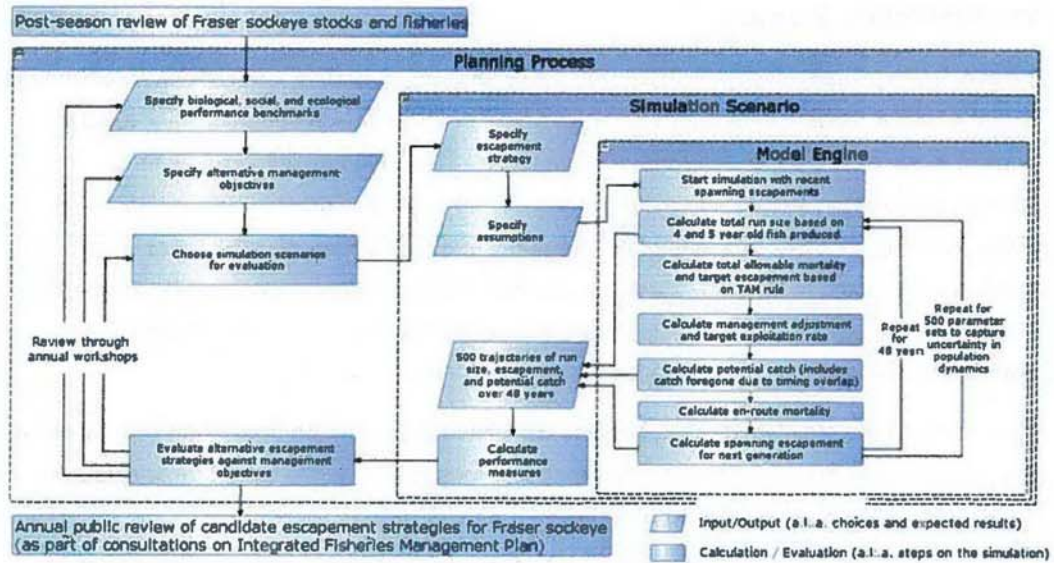 Post-season review of Fraser sockeye stocks and fisheries
Planning Process
Specify biological, social, and ecological
performance benchmarks
Specify alternative management
objectives
Choose simulation scenarios
for evaluation
Review through
annual workshops
Evaluate alternative escapement
strategies against management
objectives
Simulation Scenario
Specify
escapement
strategy
Specify
assumptions
500 trajectories of run
size, escapement,
and potential catch
over 48 years
Calculate
performance
measures
Model Engine
Start simulation with recent
spawning escapements
Calculate total run size based on
4 and 5 year old fish produced
Calculate total allowable mortality
and target escapement based
on TAM rule
Calculate management adjustment
and target exploitation rate
Calculate potential catch (includes
catch foregone due to timing overlap)
Calculate en-route mortality
Calculate spawning escapement
for next generation
Repeat
for
48 years
Repeat for
500 parameter
sets to capture
uncertainty in
population
dynamics
Annual public review of candidate escapement strategies for Fraser sockeye
(as part of consultations on Integrated Fisheries Management Plan)
Input/Output (a.k.a. choices and expected results)
Calculation / Evaluation (a.k.a. steps on the simulation)